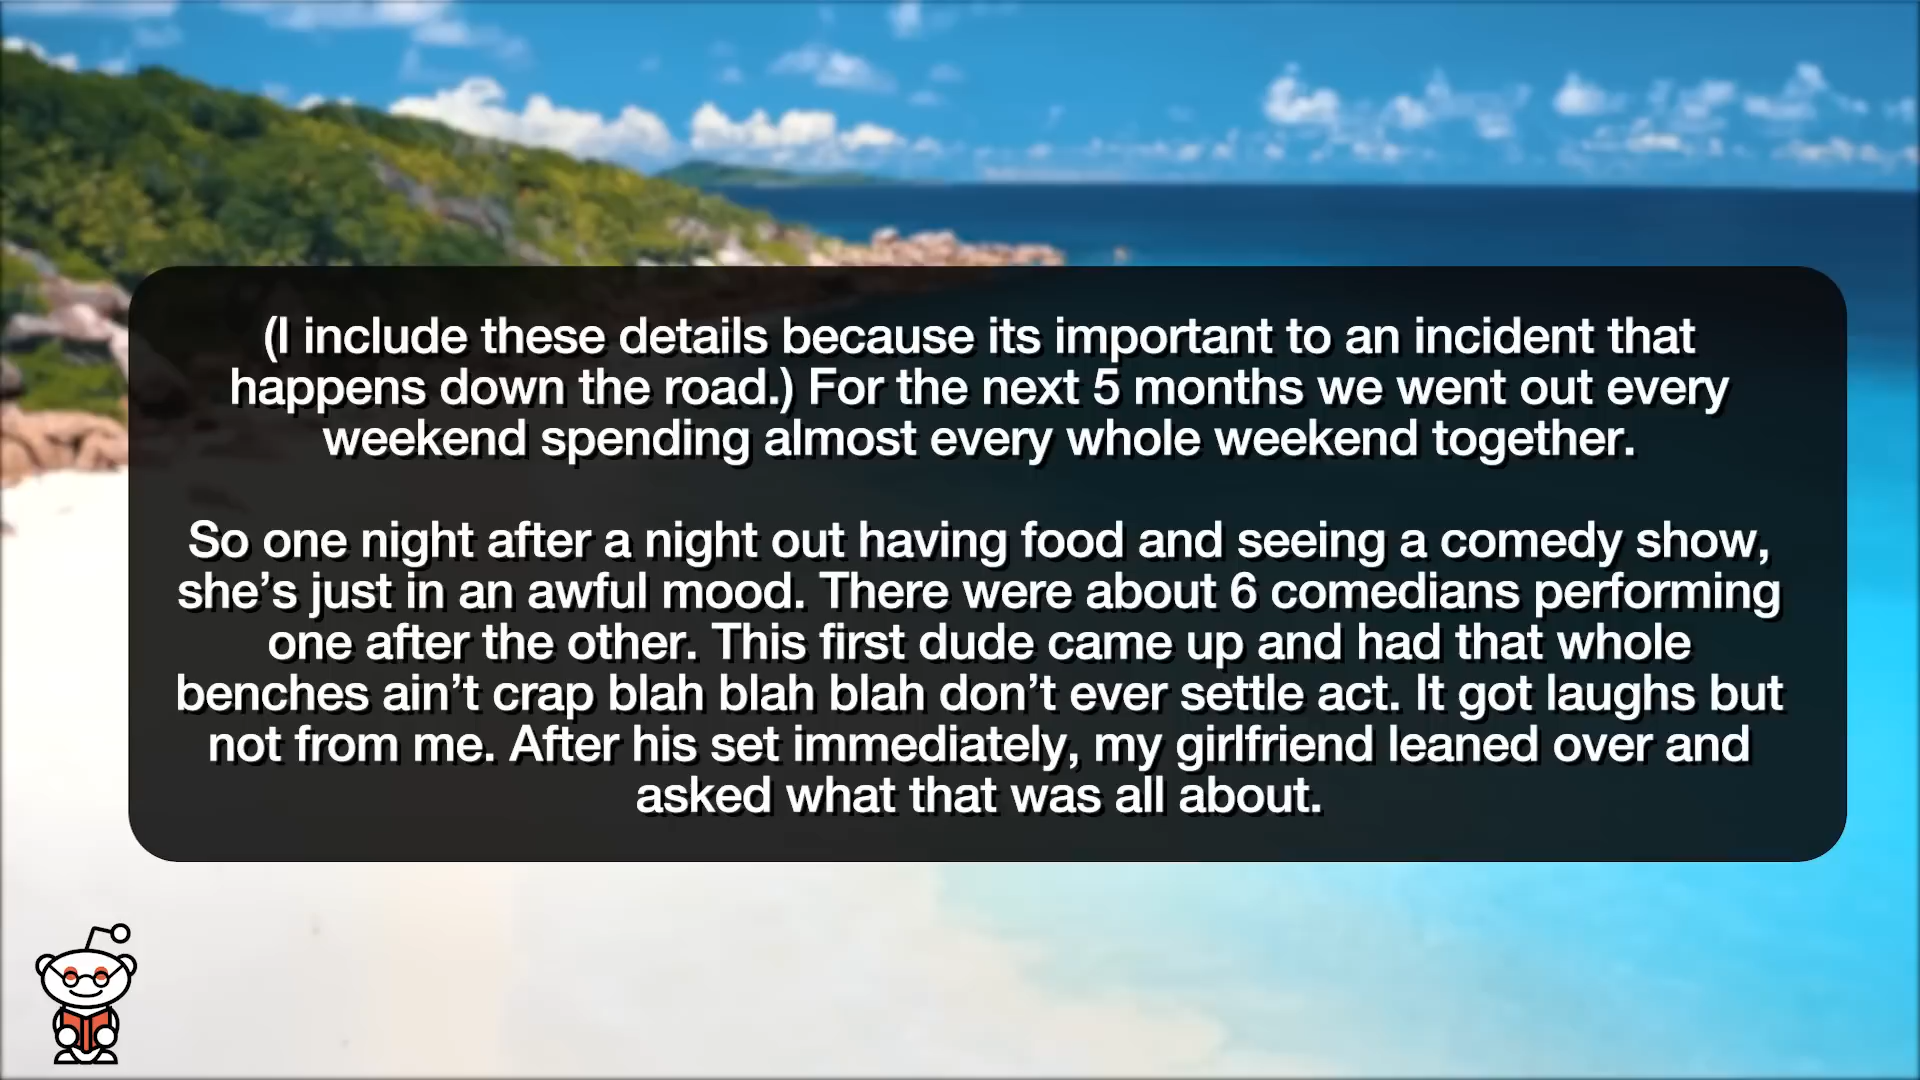 (I include these details because its important to an incident that
happens down the road.) For the next 5 months we went out every
weekend spending almost every whole weekend together.
So one night after a night out having food and seeing a comedy show,
she’s just in an awful mood. There were about 6 comedians performing
one after the other. This first dude came up and had that whole
benches ain’t crap blah blah blah don’t ever settle act. It got laughs but
not from me. After his set immediately, my girlfriend leaned over and
asked what that was all about.